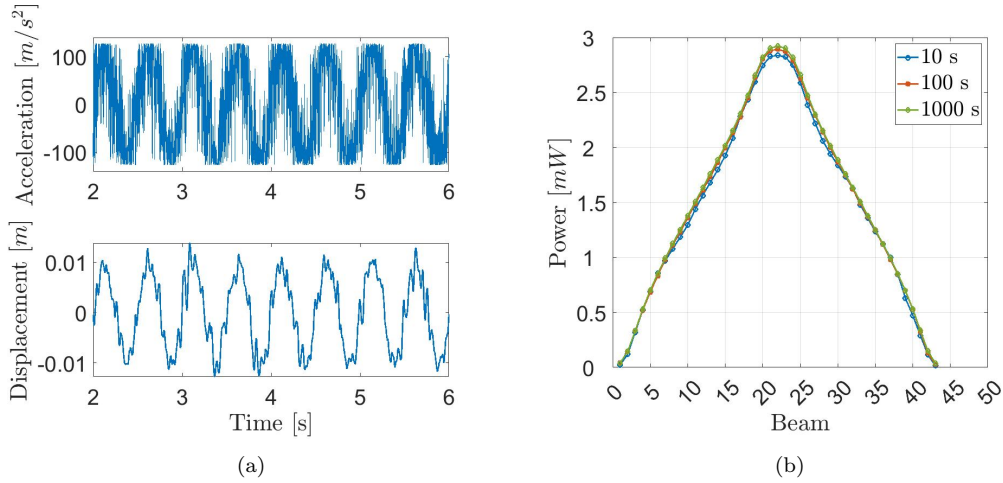 Acceleration [m/s²]
100
0
-100
2 3 4 5 6
Displacement [m]
0.01
0
-0.01
2 3 4 5 6
Time [s]
(a)
Power [mW]
3
2.5
2
1.5
1
0.5
0
10 s
100 s
1000 s
0 5 10 15 20 25 30 35 40 45 50
Beam
(b)